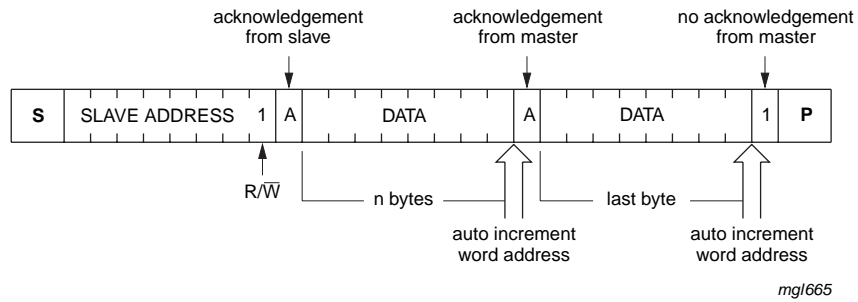 acknowledgement
from slave
acknowledgement
from master
no acknowledgement
from master
S SLAVE ADDRESS 1 A DATA A DATA 1 P
R/W̅
n bytes
last byte
auto increment
word address
auto increment
word address
mgl665